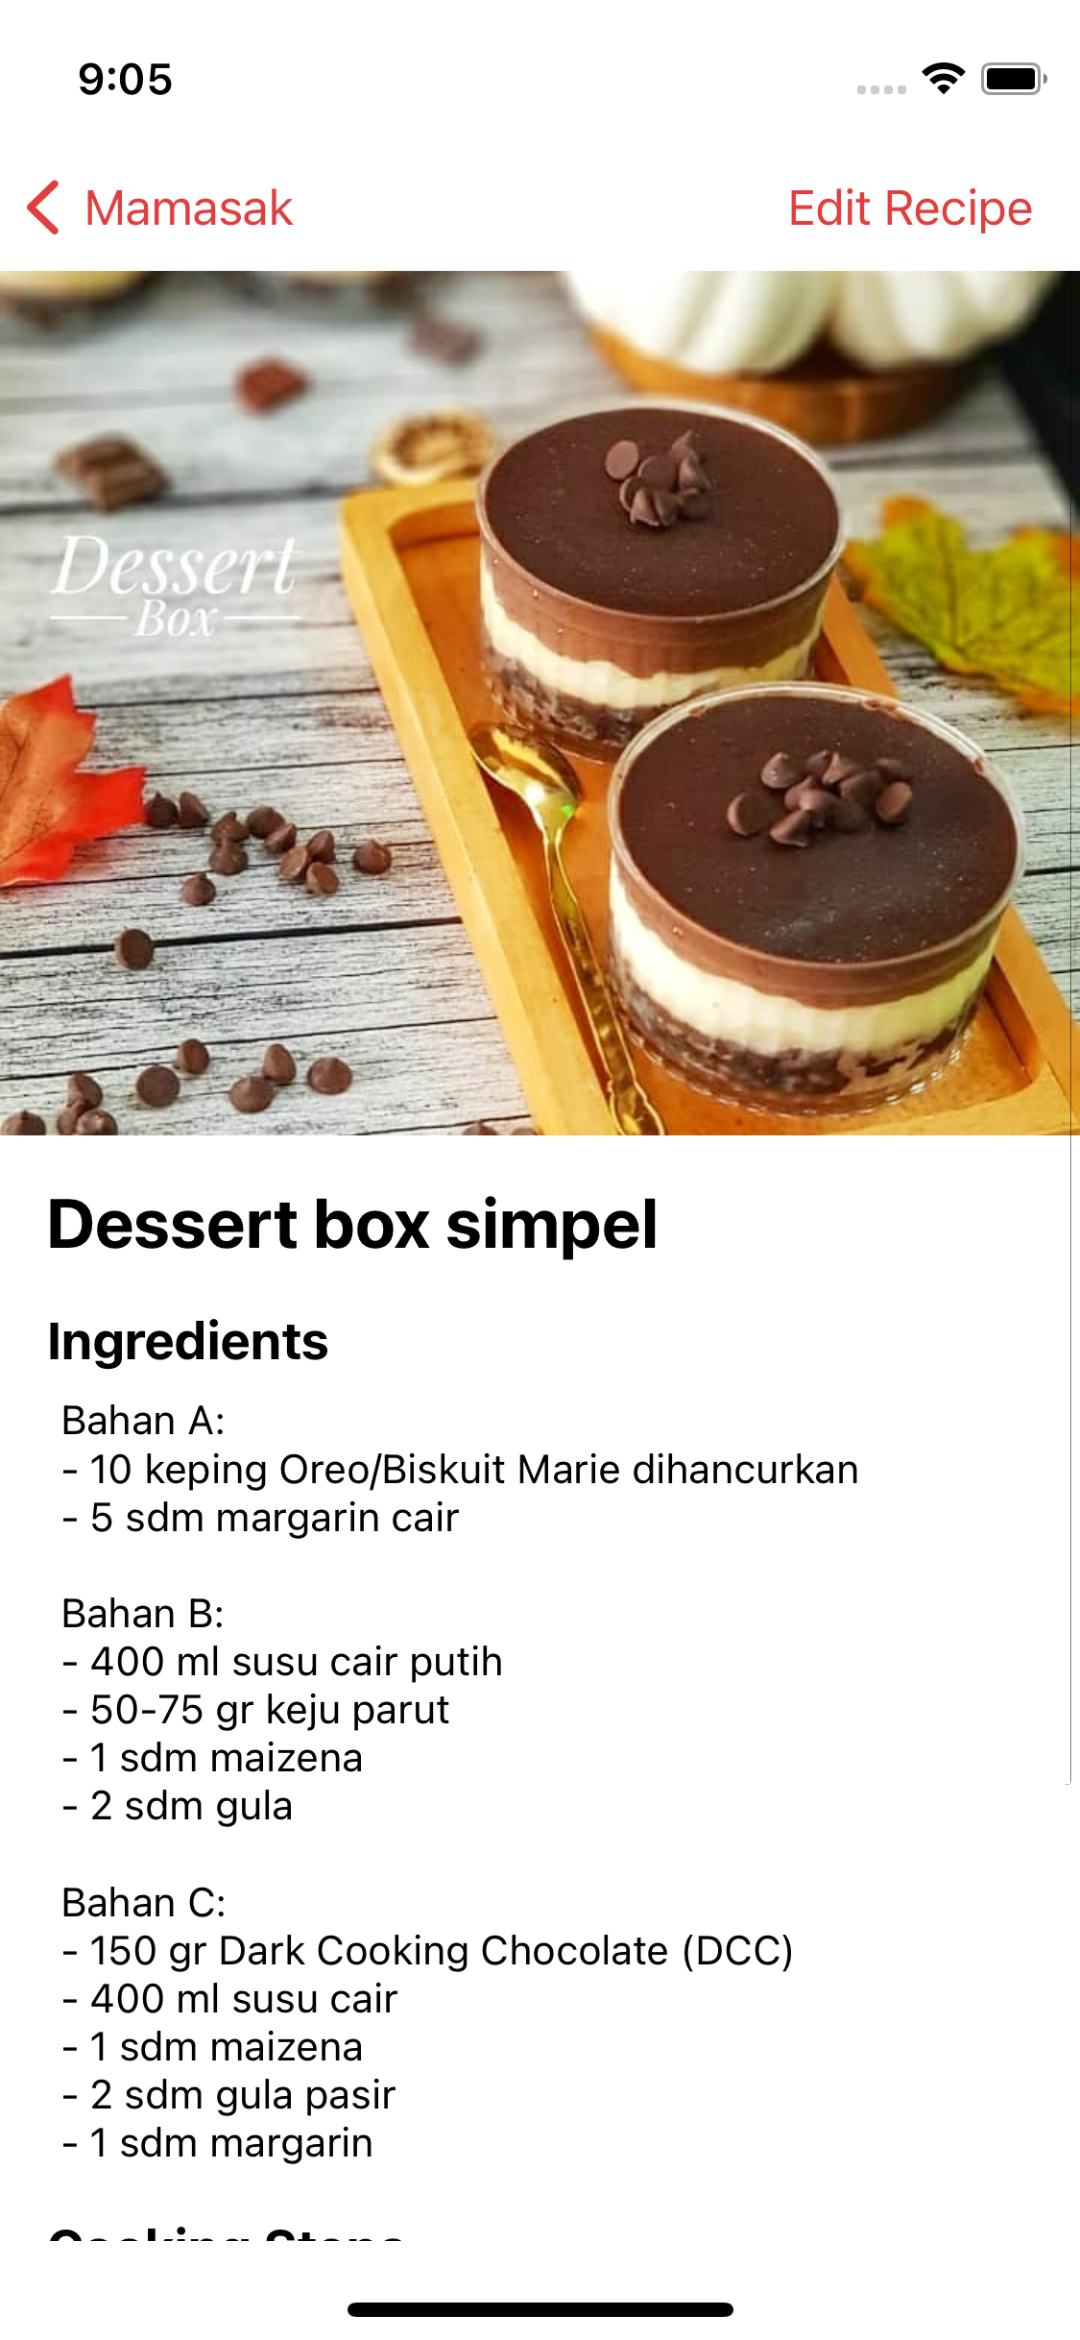 9:05
Mamasak
Edit Recipe
Dessert
Box
Dessert box simpel
Ingredients
Bahan A:
- 10 keping Oreo/Biskuit Marie dihancurkan
- 5 sdm margarin cair
Bahan B:
- 400 ml susu cair putih
- 50-75 gr keju parut
- 1 sdm maizena
- 2 sdm gula
Bahan C:
- 150 gr Dark Cooking Chocolate (DCC)
- 400 ml susu cair
- 1 sdm maizena
- 2 sdm gula pasir
- 1 sdm margarin
Cooking Steps